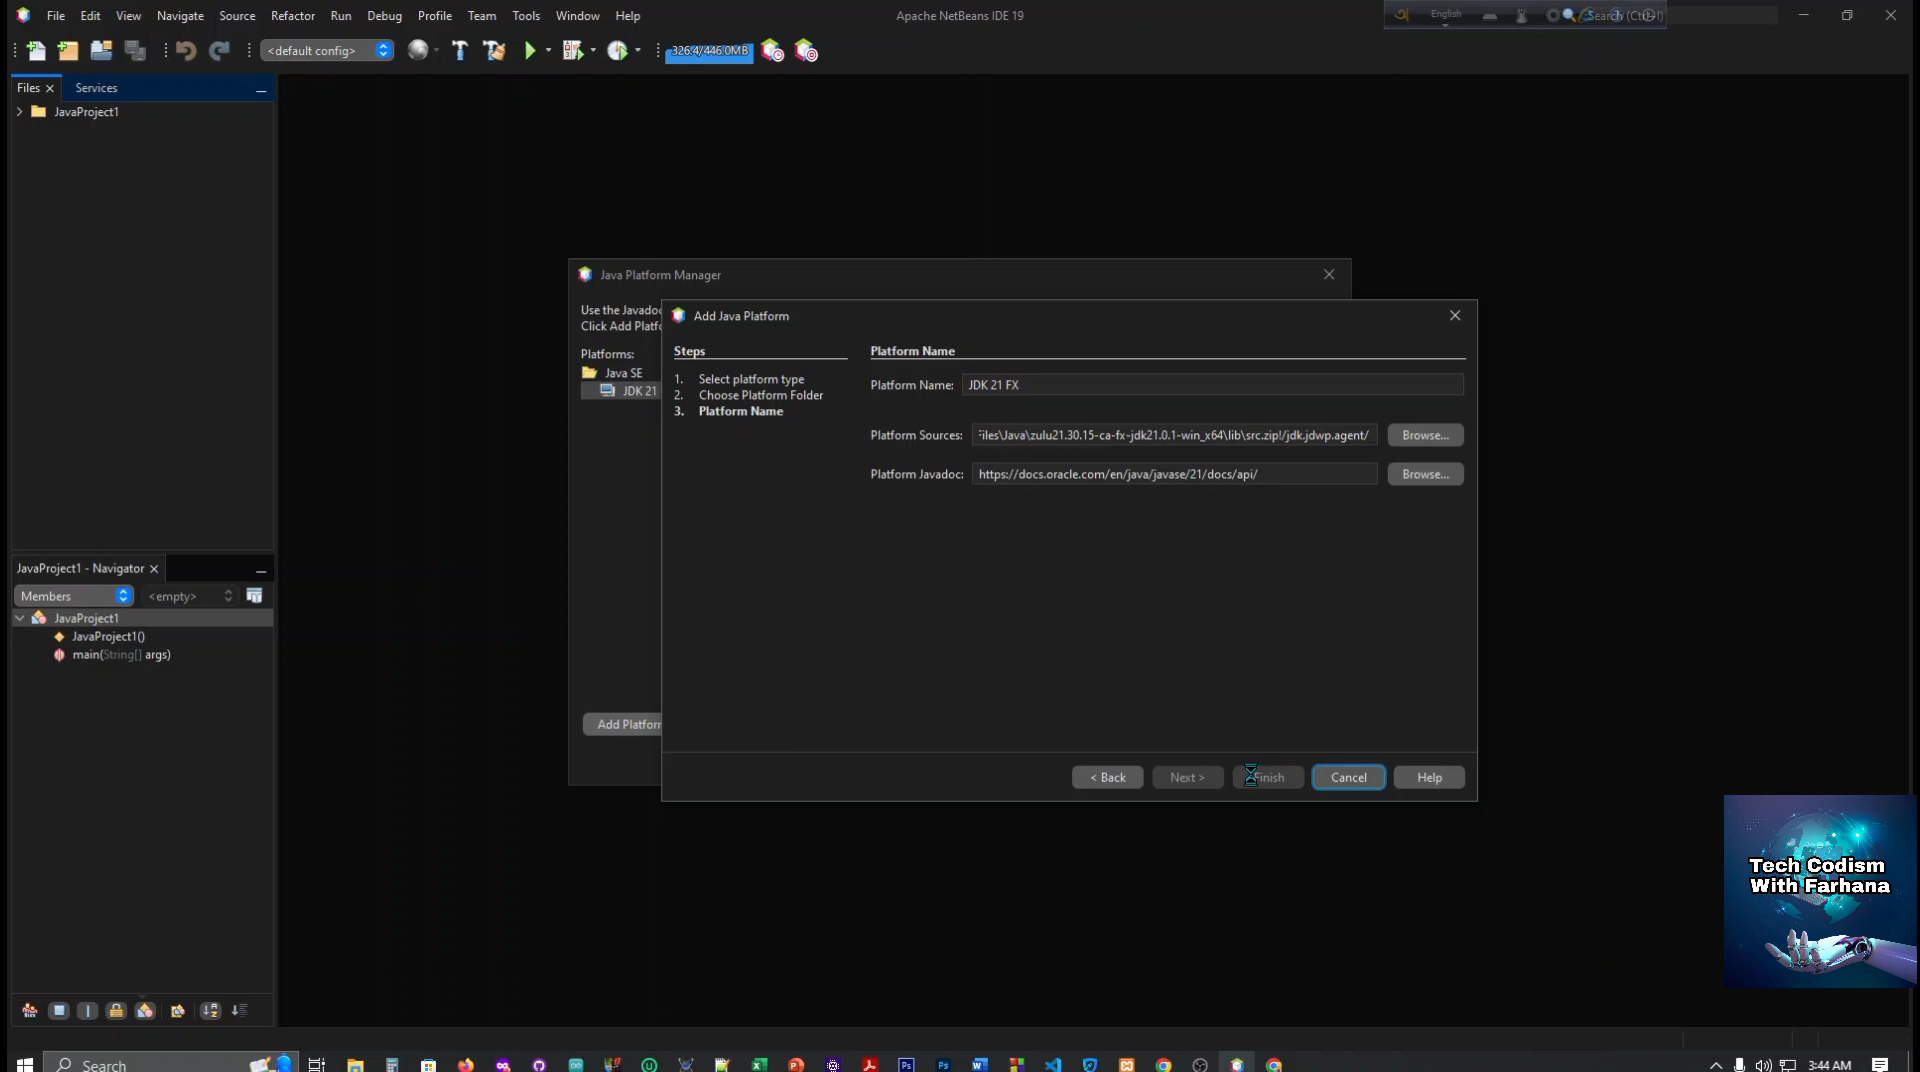 File Edit View Navigate Source Refactor Run Debug Profile Team Tools Window Help
Apache NetBeans IDE 19
English
Search (Ctrl+I)
<default config>
326.4/446.0MB
Files
Services
JavaProject1
Java Platform Manager
Use the Javado
Click Add Platf
Platforms:
Java SE
JDK 21
Add Platfor
Add Java Platform
Steps
1. Select platform type
2. Choose Platform Folder
3. Platform Name
Platform Name
Platform Name: JDK 21 FX
Platform Sources: Files\Java\zulu21.30.15-ca-fx-jdk21.0.1-win_x64\lib\src.zip!/jdk.jdwp.agent/ Browse...
Platform Javadoc: https://docs.oracle.com/en/java/javase/21/docs/api/ Browse...
< Back
Next >
Finish
Cancel
Help
JavaProject1 - Navigator
Members
<empty>
JavaProject1
JavaProject1()
main(String[] args)
Tech Codism
With Farhana
Search
3:44 AM